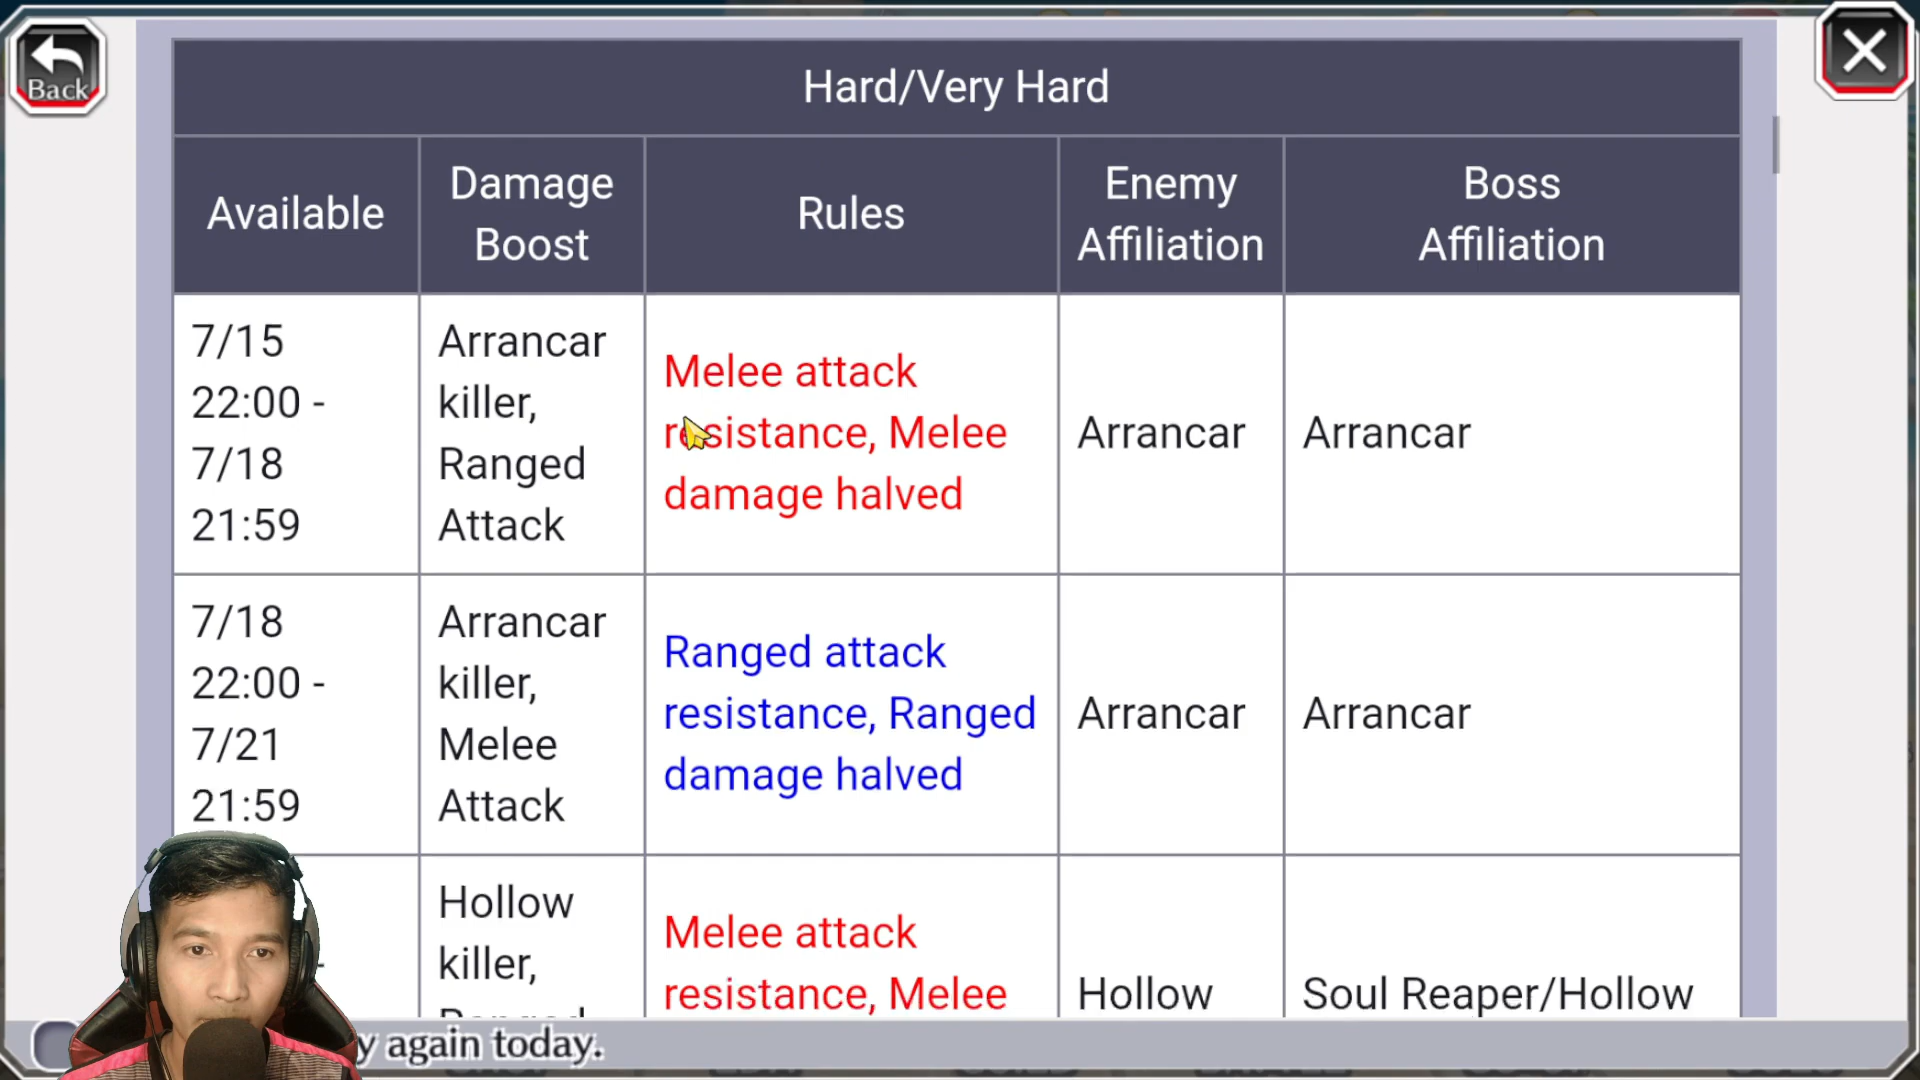 Back
Hard/Very Hard
Available
Damage
Boost
Rules
Enemy
Affiliation
Boss
Affiliation
7/15
22:00 -
7/18
21:59
Arrancar
killer,
Ranged
Attack
Melee attack
resistance, Melee
damage halved
Arrancar
Arrancar
7/18
22:00 -
7/21
21:59
Arrancar
killer,
Melee
Attack
Ranged attack
resistance, Ranged
damage halved
Arrancar
Arrancar
Hollow
killer,
Ranged
Melee attack
resistance, Melee
Hollow
Soul Reaper/Hollow
y again today.